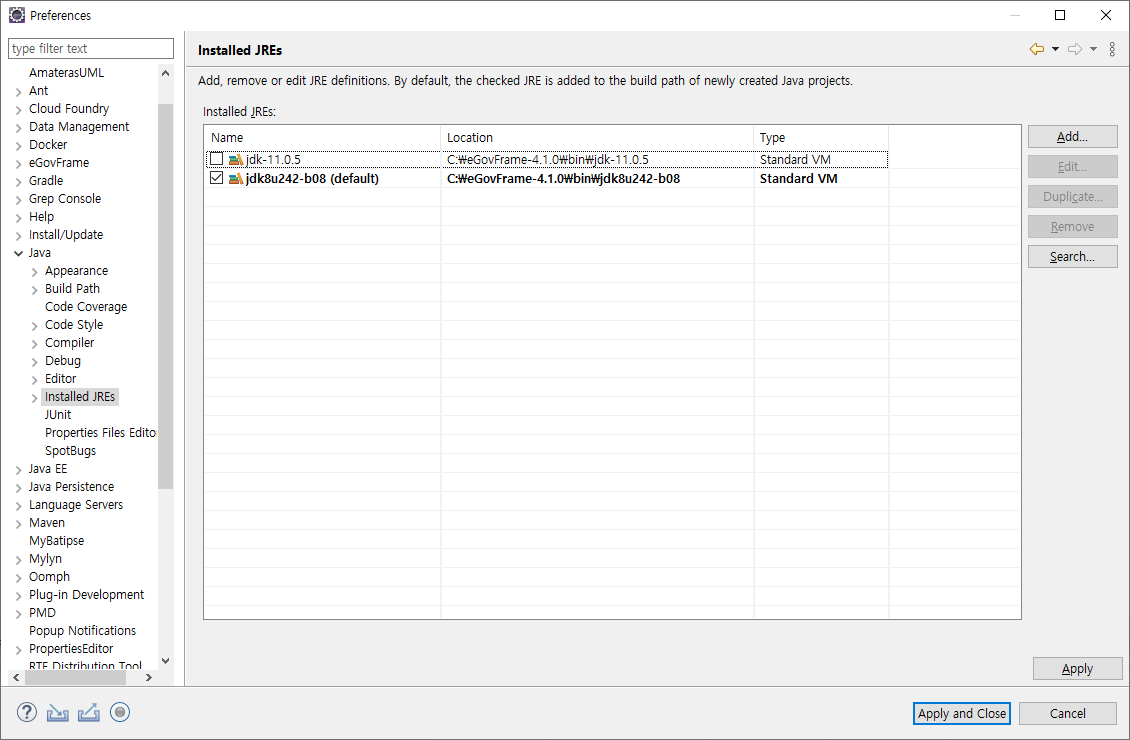 Preferences
type filter text
AmaterasUML
Ant
Cloud Foundry
Data Management
Docker
eGovFrame
Gradle
Grep Console
Help
Install/Update
Java
Appearance
Build Path
Code Coverage
Code Style
Compiler
Debug
Editor
Installed JREs
JUnit
Properties Files Edito
SpotBugs
Java EE
Java Persistence
Language Servers
Maven
MyBatipse
Mylyn
Oomph
Plug-in Development
PMD
Popup Notifications
PropertiesEditor
RTE Distribution Tool
Installed JREs
Add, remove or edit JRE definitions. By default, the checked JRE is added to the build path of newly created Java projects.
Installed JREs:
Name Location Type
jdk-11.0.5 C:₩eGovFrame-4.1.0₩bin₩jdk-11.0.5 Standard VM
jdk8u242-b08 (default) C:₩eGovFrame-4.1.0₩bin₩jdk8u242-b08 Standard VM
Add...
Edit...
Duplicate...
Remove
Search...
Apply
Apply and Close Cancel